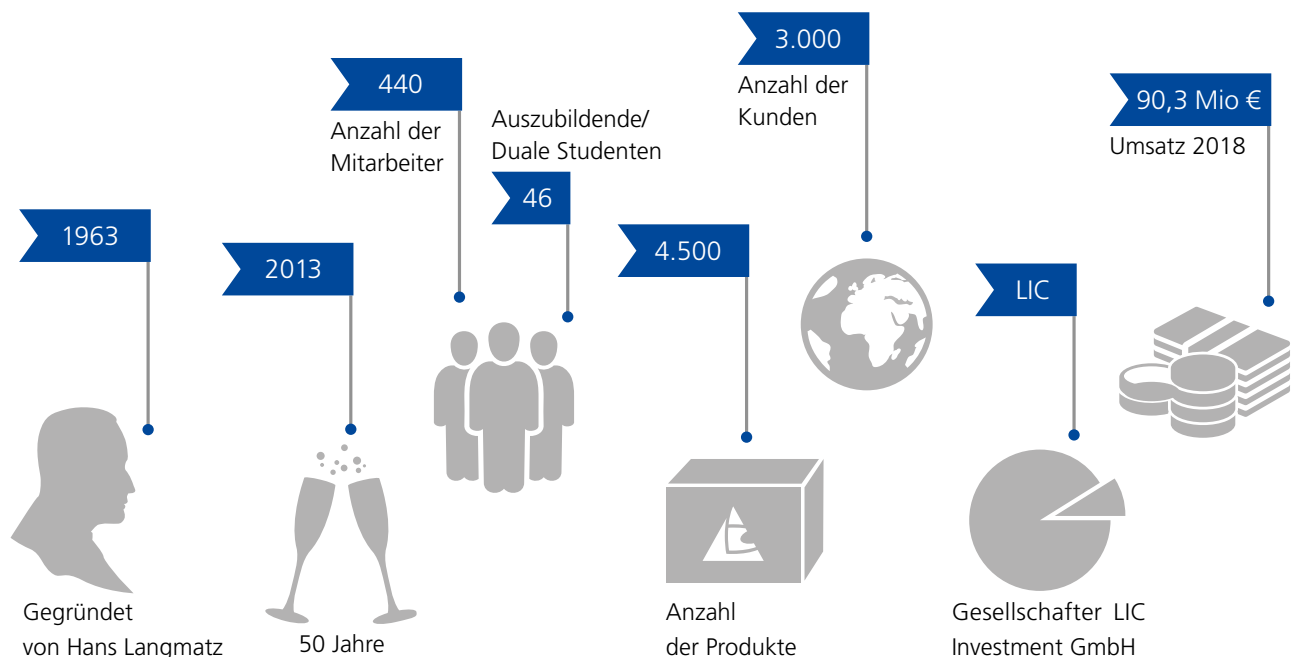 1963
Gegründet
von Hans Langmatz
2013
50 Jahre
440
Anzahl der
Mitarbeiter
Auszubildende/
Duale Studenten
46
4.500
Anzahl
der Produkte
3.000
Anzahl der
Kunden
LIC
Gesellschafter LIC
Investment GmbH
90,3 Mio €
Umsatz 2018